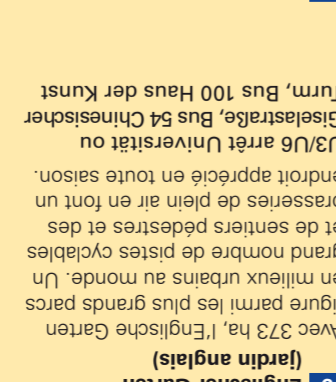 Englischer Garten
(jardin anglais)
Avec 373 ha, l'Englische Garten
figure parmi les plus grands parcs
en milieux urbains au monde. Un
grand nombre de pistes cyclables
et de sentiers pédestres et des
brasseries de plein air en font un
endroit apprécié en toute saison.
U3/U6 arrêt Universität ou
Giselastraße, Bus 54 Chinesischer
Turm, Bus 100 Haus der Kunst